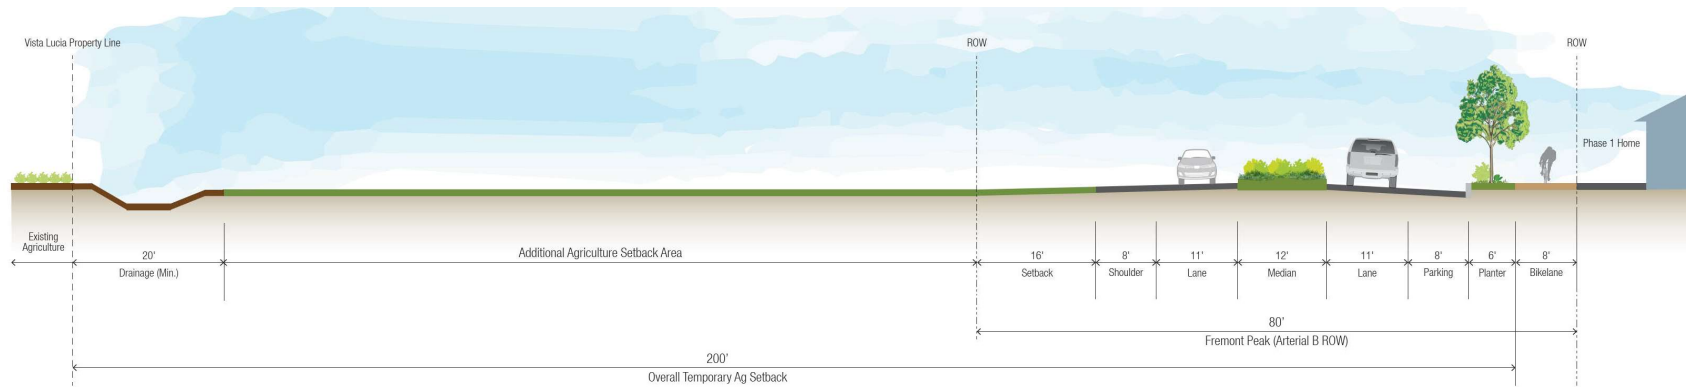 Vista Lucia Property Line
ROW
ROW
Phase 1 Home
Existing
Agriculture
20'
Drainage (Min.)
Additional Agriculture Setback Area
16'
Setback
8'
Shoulder
11'
Lane
12'
Median
11'
Lane
8'
Parking
6'
Planter
8'
Bikelane
80'
Fremont Peak (Arterial B ROW)
200'
Overall Temporary Ag Setback